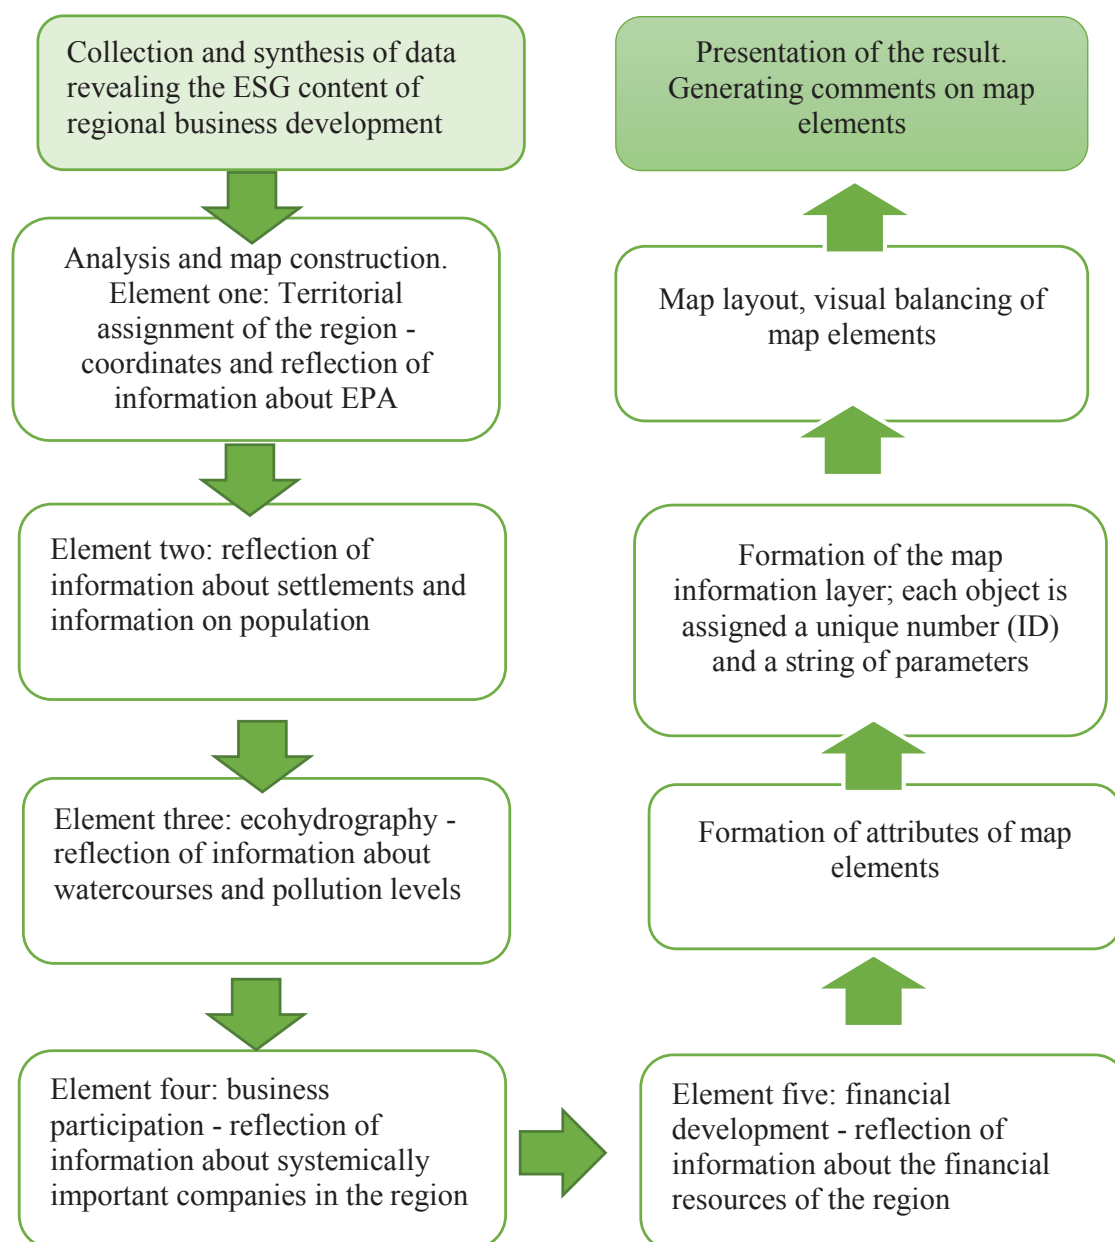 Collection and synthesis of data
revealing the ESG content of
regional business development
Analysis and map construction.
Element one: Territorial
assignment of the region -
coordinates and reflection of
information about EPA
Element two: reflection of
information about settlements and
information on population
Element three: ecohydrography -
reflection of information about
watercourses and pollution levels
Element four: business
participation - reflection of
information about systemically
important companies in the region
Element five: financial
development - reflection of
information about the financial
resources of the region
Formation of attributes of map
elements
Formation of the map
information layer; each object is
assigned a unique number (ID)
and a string of parameters
Map layout, visual balancing of
map elements
Presentation of the result.
Generating comments on map
elements